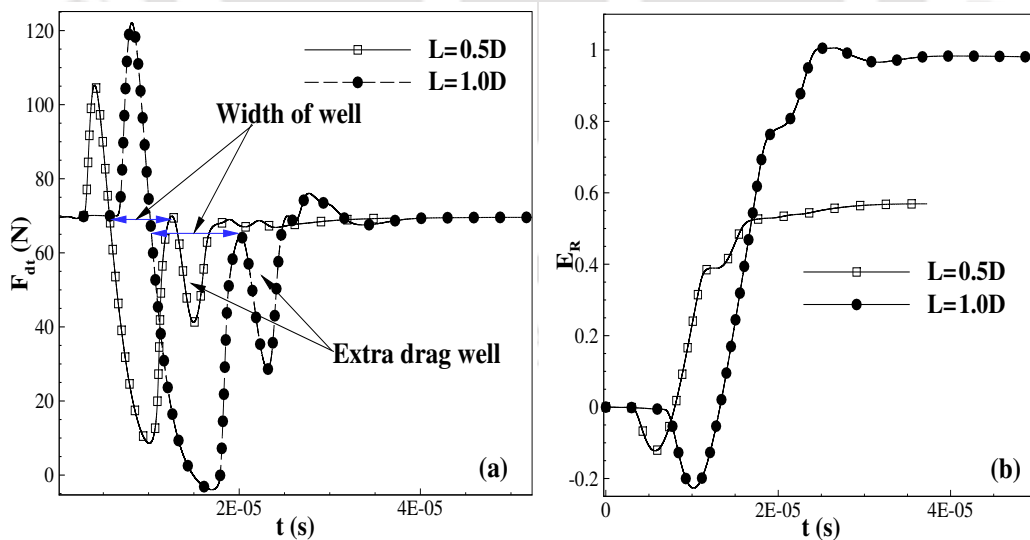 F_dt (N)
120
100
80
60
40
20
0
L=0.5D
L=1.0D
Width of well
Extra drag well
(a)
2E-05
4E-05
t (s)
E_R
1
0.8
0.6
0.4
0.2
0
-0.2
L=0.5D
L=1.0D
(b)
0
2E-05
4E-05
t (s)